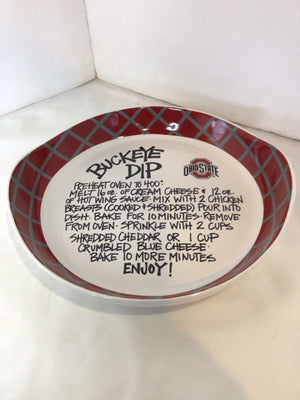 BUCKEYE
DIP
OHIO STATE
PREHEAT OVEN TO 400°
MELT 16 OZ. OF CREAM CHEESE & 12 OZ.
OF HOT WING SAUCE. MIX WITH 2 CHICKEN
BREASTS (COOKED & SHREDDED) POUR INTO
DISH. BAKE FOR 10 MINUTES. REMOVE
FROM OVEN. SPRINKLE WITH 2 CUPS
SHREDDED CHEDDAR OR 1 CUP
CRUMBLED BLUE CHEESE.
BAKE 10 MORE MINUTES
ENJOY!